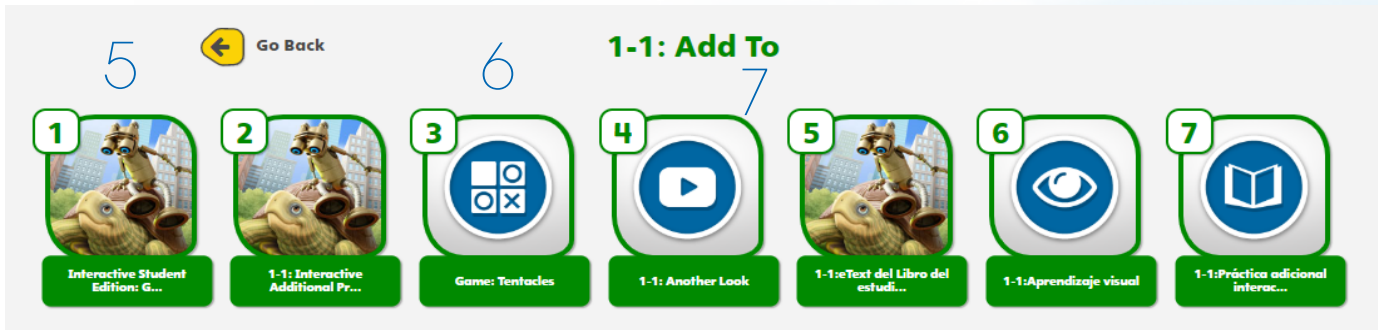 Go Back
1-1: Add To
5
6
7
1
2
3
4
5
6
7
Interactive Student
Edition: G...
1-1: Interactive
Additional Pr...
Game: Tentacles
1-1: Another Look
1-1:eText del Libro del
estudi...
1-1:Aprendizaje visual
1-1:Práctica adicional
interac...